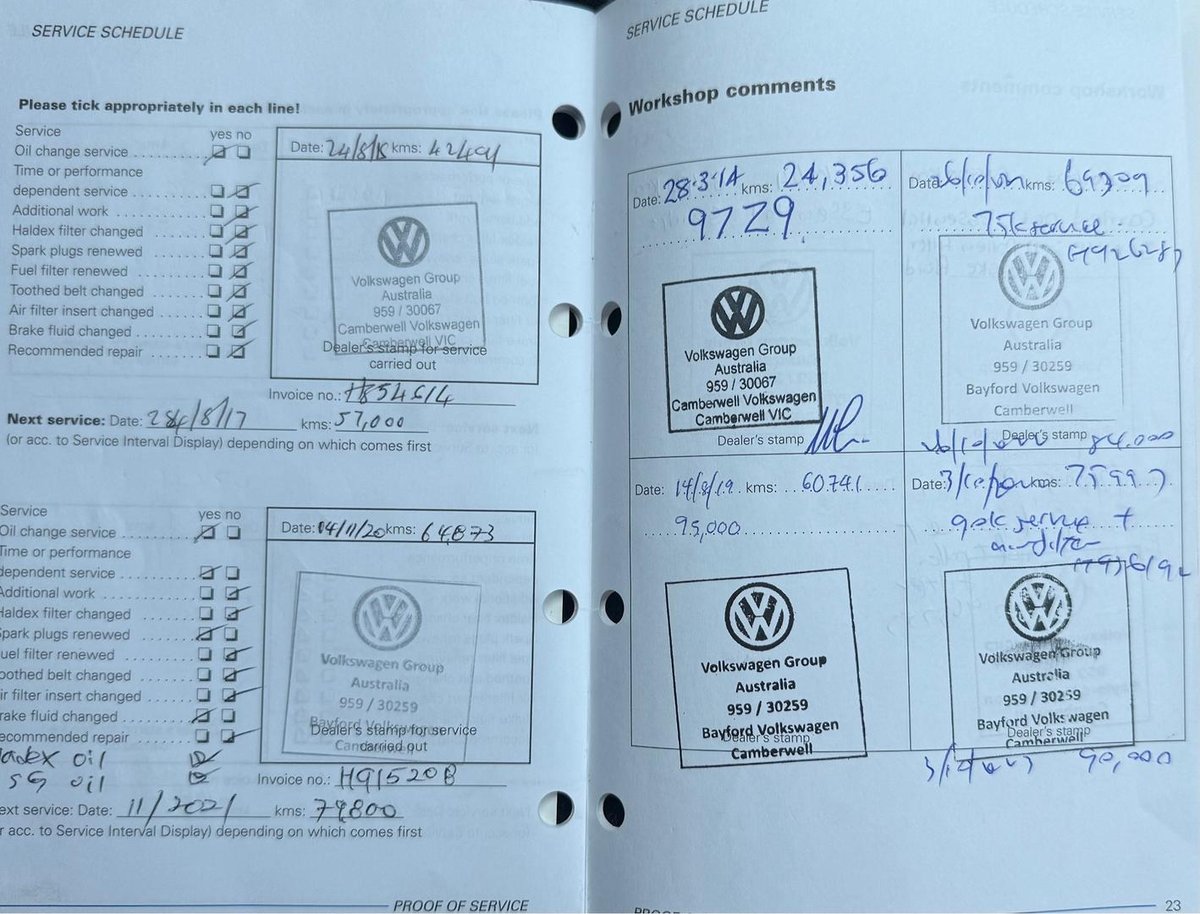 SERVICE SCHEDULE
Please tick appropriately in each line!
Service
yes no
Oil change service
Time or performance
dependent service
Additional work
Haldex filter changed
Spark plugs renewed
Fuel filter renewed
Toothed belt changed
Air filter insert changed
Brake fluid changed
Recommended repair
Date: 24/8/ kms:
Volkswagen Group
Australia
959 / 30067
Camberwell Volkswagen
Camberwell VIC
Dealer's stamp for service
carried out
Invoice no.:
Next service: Date: /8/17 kms: 57,000
(or acc. to Service Interval Display) depending on which comes first
Service
yes no
Oil change service
Time or performance
dependent service
Additional work
Haldex filter changed
Spark plugs renewed
uel filter renewed
oothed belt changed
ir filter insert changed
rake fluid changed
ecommended repair
oil
oil
Date: 04/11/20 kms: 64873
Volkswagen Group
Australia
959 / 30259
Bayford Volkswagen
Dealer's stamp for service
carried out
Invoice no.: H91520B
ext service: Date: 11/2021 kms: 79800
r acc. to Service Interval Display) depending on which comes first
PROOF OF SERVICE
SERVICE SCHEDULE
Workshop comments
Date: 28·3·14 kms: 24,356
9729
Volkswagen Group
Australia
959 / 30067
Camberwell Volkswagen
Camberwell VIC
Dealer's stamp
Date: kms: 69309
75k service
Volkswagen Group
Australia
959 / 30259
Bayford Volkswagen
Camberwell
Dealer's stamp
84,000
Date: 14/8/19 kms: 60741
95,000
Volkswagen Group
Australia
959 / 30259
Bayford Volkswagen
Camberwell
Dealer's stamp
Date: kms: 75997
90k service +
Volkswagen Group
Australia
959 / 30259
Bayford Volkswagen
Camberwell
Dealer's stamp
90,000
23